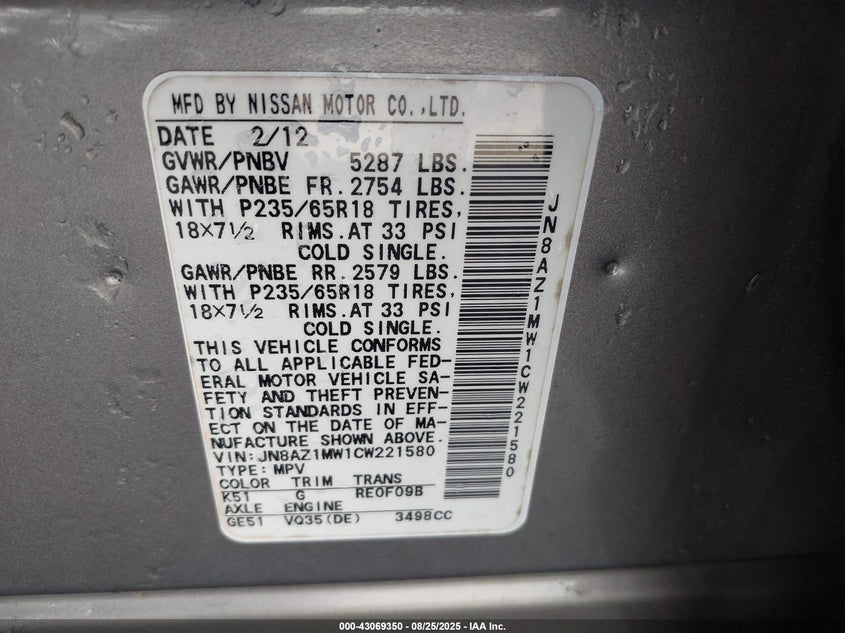 MFD BY NISSAN MOTOR CO.,LTD.
DATE 2/12
GVWR/PNBV 5287 LBS.
GAWR/PNBE FR.2754 LBS.
WITH P235/65R18 TIRES,
18X7½ RIMS.AT 33 PSI
COLD SINGLE.
GAWR/PNBE RR.2579 LBS.
WITH P235/65R18 TIRES,
18X7½ RIMS.AT 33 PSI
COLD SINGLE.
THIS VEHICLE CONFORMS
TO ALL APPLICABLE FED-
ERAL MOTOR VEHICLE SA-
FETY AND THEFT PREVEN-
TION STANDARDS IN EFF-
ECT ON THE DATE OF MA-
NUFACTURE SHOWN ABOVE.
VIN:JN8AZ1MW1CW221580
TYPE:MPV
COLOR TRIM TRANS
K51 G RE0F09B
AXLE ENGINE
GE51 VQ35(DE) 3498CC
JN8AZ1MW1CW221580
000-43069350 - 08/25/2025 - IAA Inc.